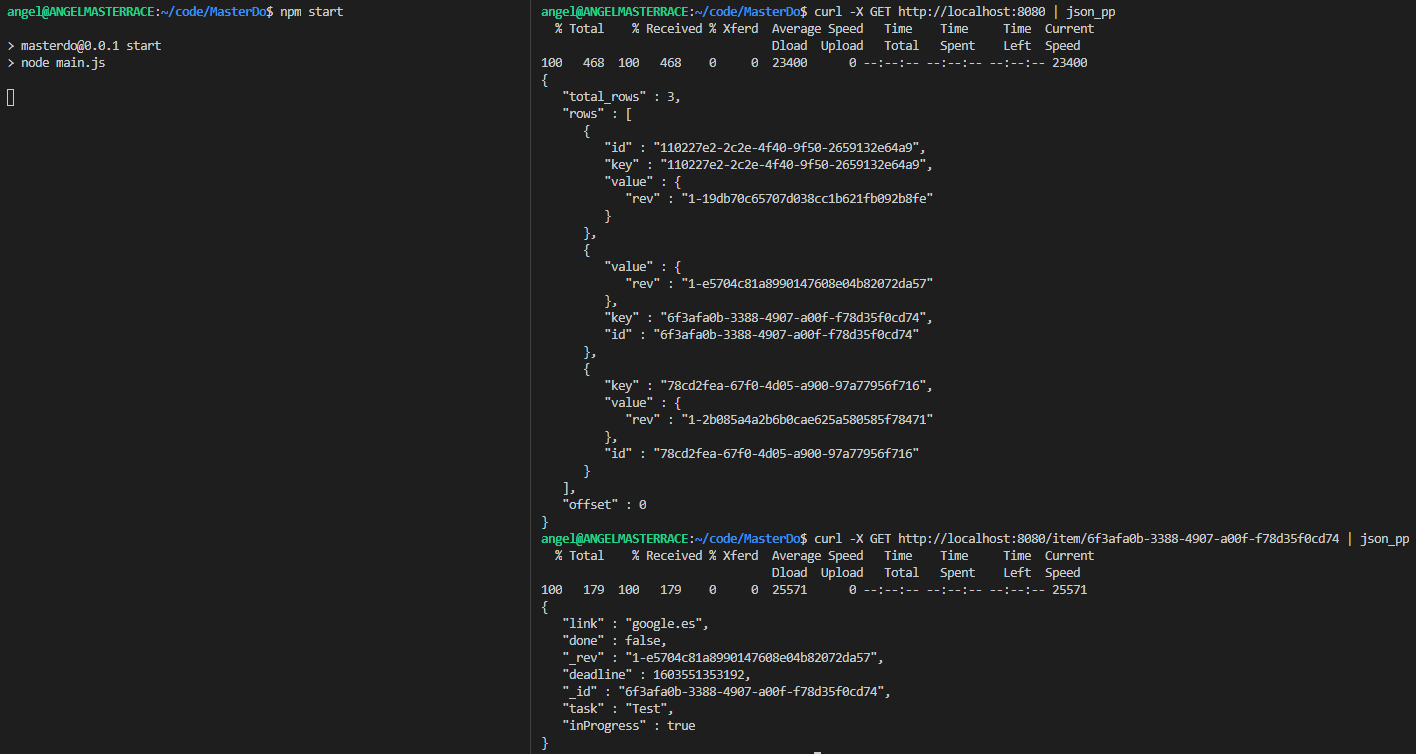 angel@ANGELMASTERRACE:~/code/MasterDo$ npm start
> masterdo@0.0.1 start
> node main.js
angel@ANGELMASTERRACE:~/code/MasterDo$ curl -X GET http://localhost:8080 | json_pp
  % Total    % Received % Xferd  Average Speed   Time    Time     Time  Current
                                 Dload  Upload   Total   Spent    Left  Speed
100   468  100   468    0     0  23400      0 --:--:-- --:--:-- --:--:-- 23400
{
   "total_rows" : 3,
   "rows" : [
      {
         "id" : "110227e2-2c2e-4f40-9f50-2659132e64a9",
         "key" : "110227e2-2c2e-4f40-9f50-2659132e64a9",
         "value" : {
            "rev" : "1-19db70c65707d038cc1b621fb092b8fe"
         }
      },
      {
         "value" : {
            "rev" : "1-e5704c81a8990147608e04b82072da57"
         },
         "key" : "6f3afa0b-3388-4907-a00f-f78d35f0cd74",
         "id" : "6f3afa0b-3388-4907-a00f-f78d35f0cd74"
      },
      {
         "key" : "78cd2fea-67f0-4d05-a900-97a77956f716",
         "value" : {
            "rev" : "1-2b085a4a2b6b0cae625a580585f78471"
         },
         "id" : "78cd2fea-67f0-4d05-a900-97a77956f716"
      }
   ],
   "offset" : 0
}
angel@ANGELMASTERRACE:~/code/MasterDo$ curl -X GET http://localhost:8080/item/6f3afa0b-3388-4907-a00f-f78d35f0cd74 | json_pp
  % Total    % Received % Xferd  Average Speed   Time    Time     Time  Current
                                 Dload  Upload   Total   Spent    Left  Speed
100   179  100   179    0     0  25571      0 --:--:-- --:--:-- --:--:-- 25571
{
   "link" : "google.es",
   "done" : false,
   "_rev" : "1-e5704c81a8990147608e04b82072da57",
   "deadline" : 1603551353192,
   "_id" : "6f3afa0b-3388-4907-a00f-f78d35f0cd74",
   "task" : "Test",
   "inProgress" : true
}